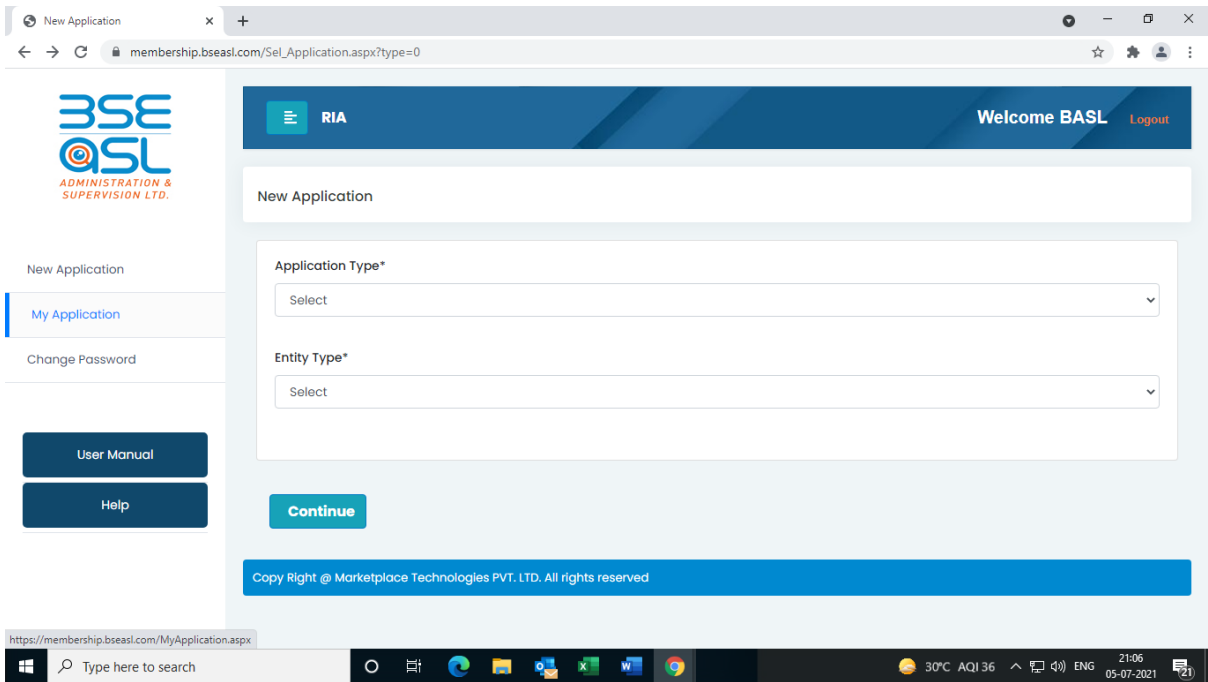 New Application
membership.bseasl.com/Sel_Application.aspx?type=0
BSE
ASL
ADMINISTRATION &
SUPERVISION LTD.
RIA
Welcome BASL Logout
New Application
New Application
My Application
Change Password
User Manual
Help
Application Type*
Select
Entity Type*
Select
Continue
Copy Right @ Marketplace Technologies PVT. LTD. All rights reserved
https://membership.bseasl.com/MyApplication.aspx
Type here to search
30°C AQI 36 ENG
21:06
05-07-2021
21